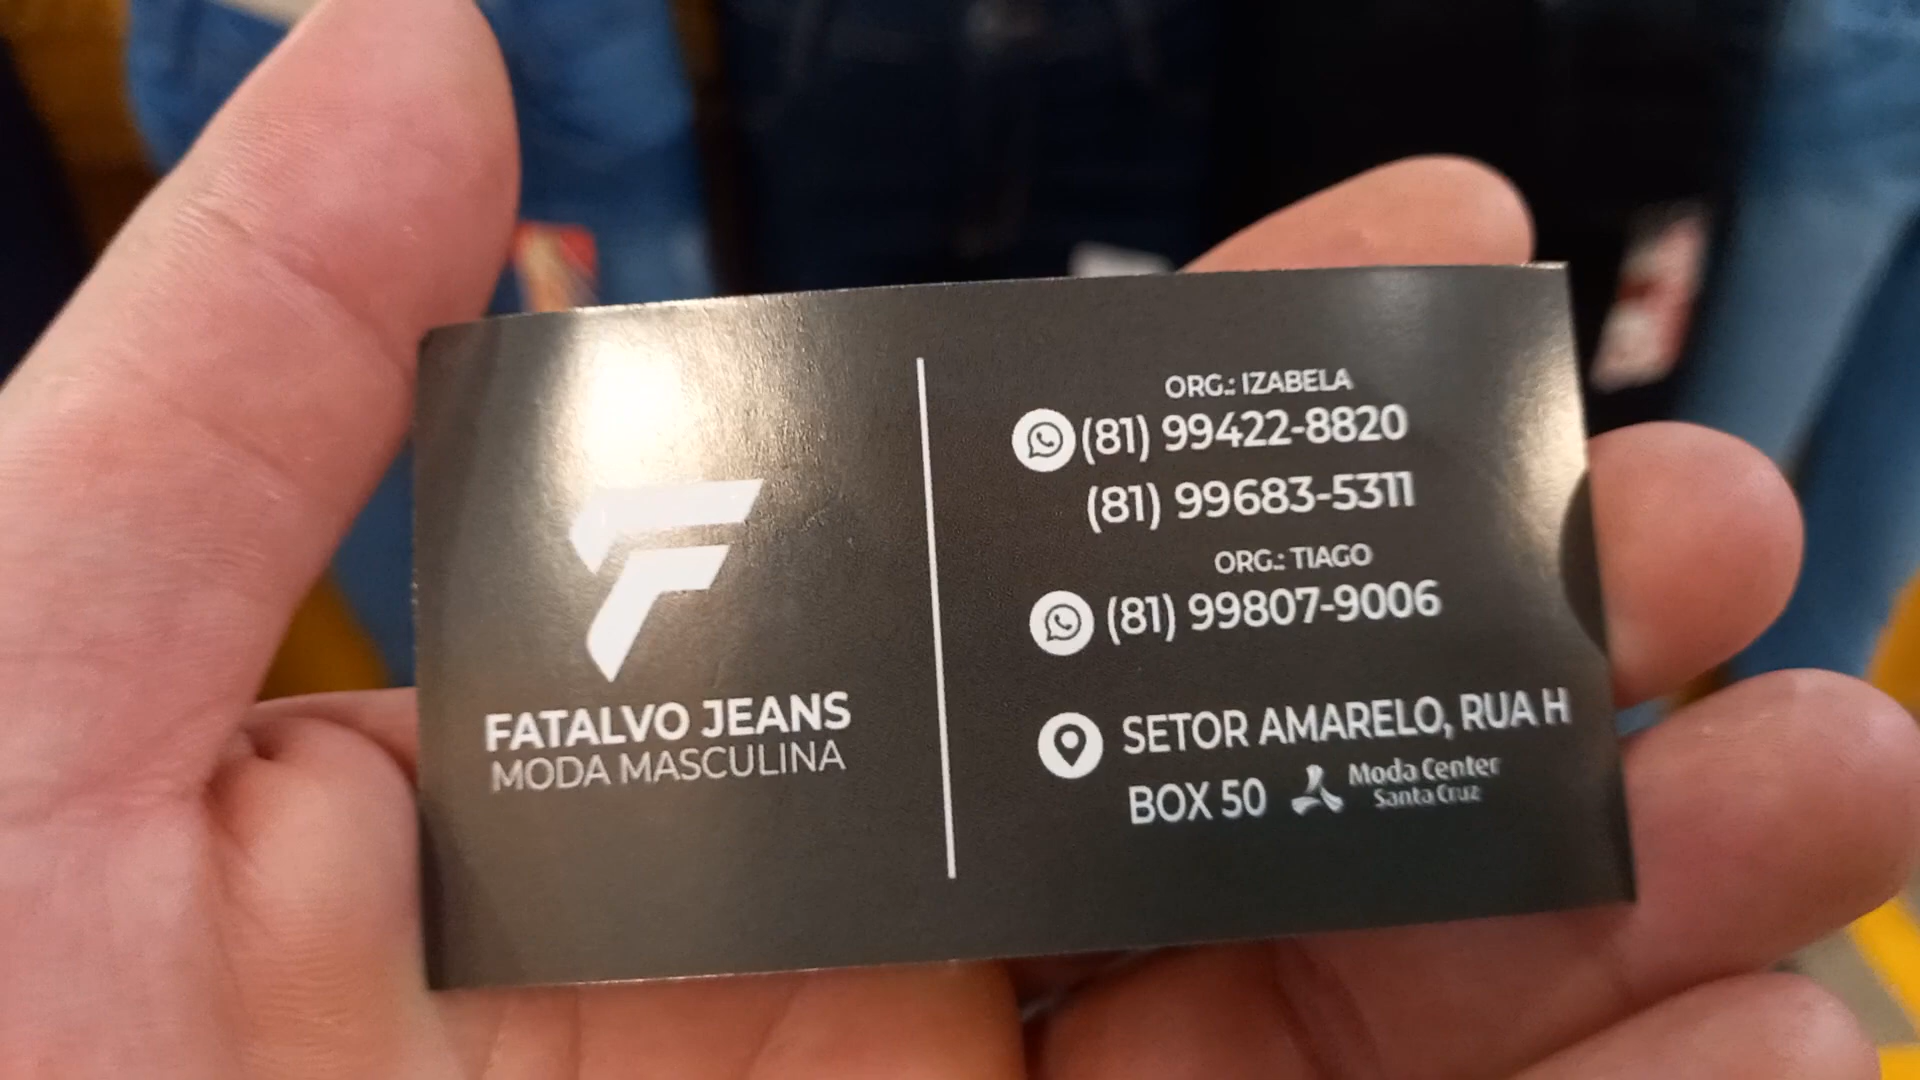 FATALVO JEANS
MODA MASCULINA
ORG.: IZABELA
(81) 99422-8820
(81) 99683-5311
ORG.: TIAGO
(81) 99807-9006
SETOR AMARELO, RUA H
BOX 50
Moda Center
Santa Cruz